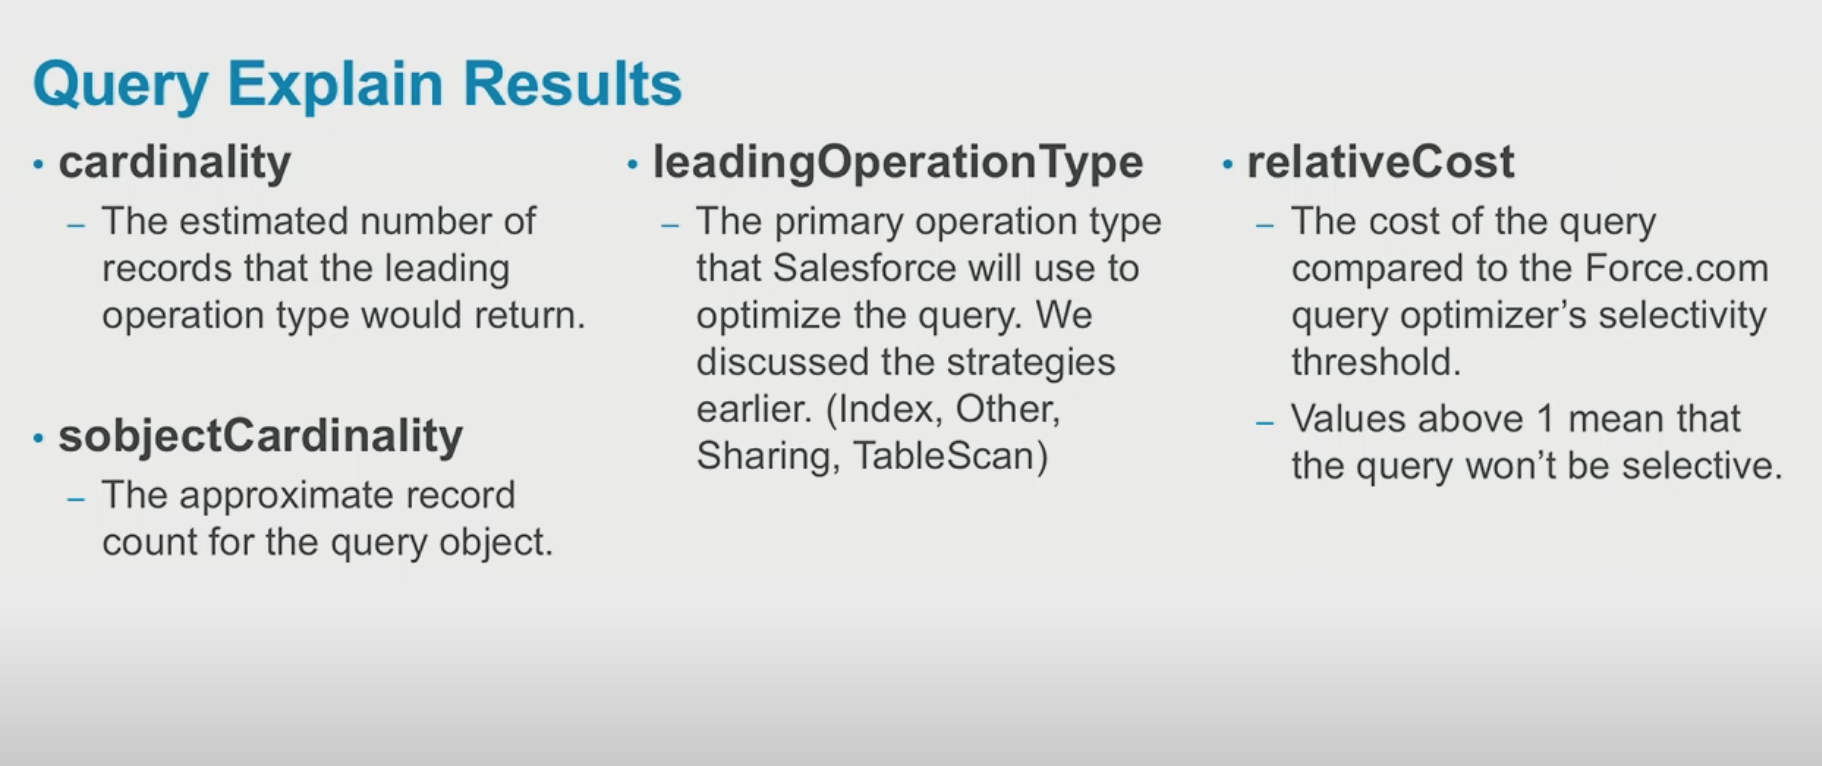 Query Explain Results
• cardinality
– The estimated number of
records that the leading
operation type would return.
• sobjectCardinality
– The approximate record
count for the query object.
• leadingOperationType
– The primary operation type
that Salesforce will use to
optimize the query. We
discussed the strategies
earlier. (Index, Other,
Sharing, TableScan)
• relativeCost
– The cost of the query
compared to the Force.com
query optimizer’s selectivity
threshold.
– Values above 1 mean that
the query won’t be selective.